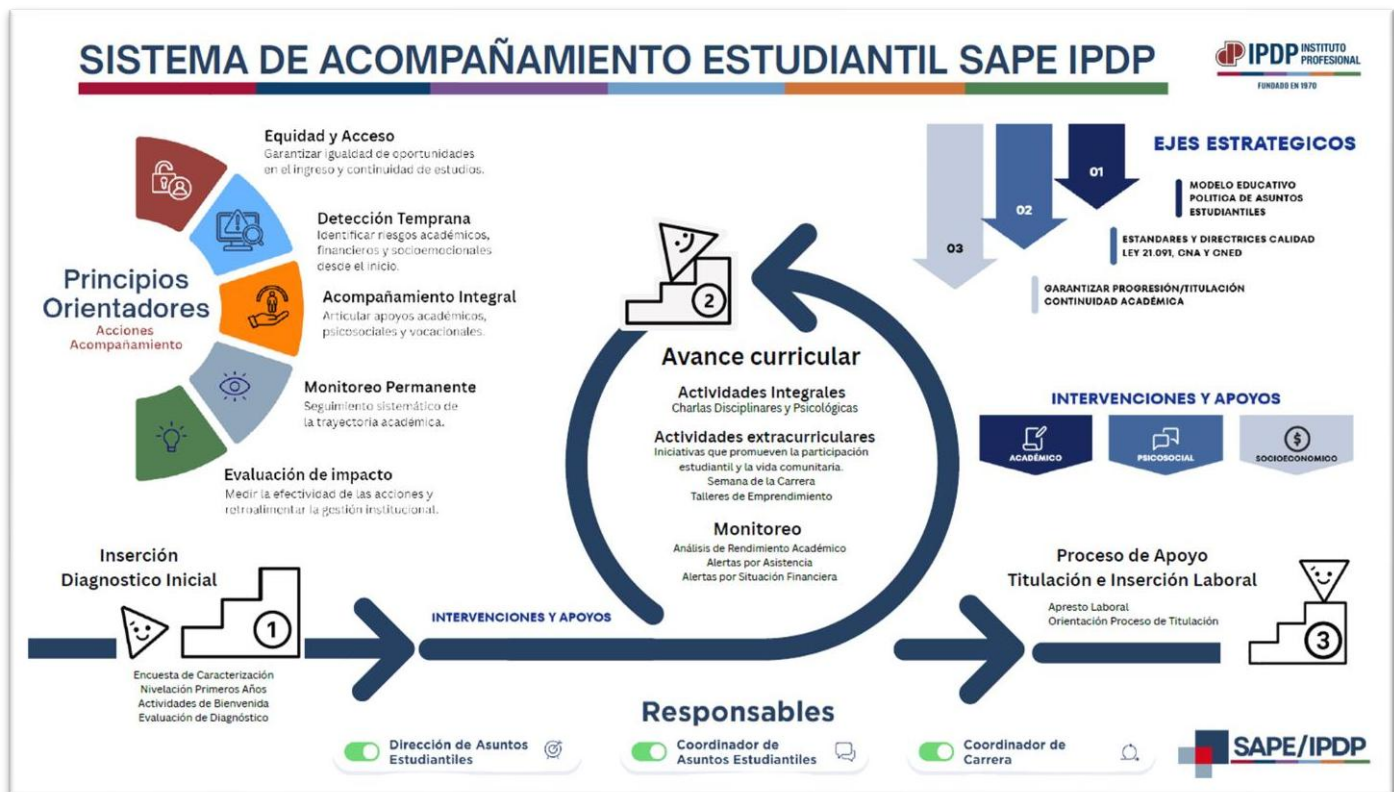 SISTEMA DE ACOMPAÑAMIENTO ESTUDIANTIL SAPE IPDP
IPDP INSTITUTO
PROFESIONAL
FUNDADO EN 1970
Principios
Orientadores
Acciones
Acompañamiento
Equidad y Acceso
Garantizar igualdad de oportunidades
en el ingreso y continuidad de estudios.
Detección Temprana
Identificar riesgos académicos,
financieros y socioemocionales
desde el inicio.
Acompañamiento Integral
Articular apoyos académicos,
psicosociales y vocacionales.
Monitoreo Permanente
Seguimiento sistemático de
la trayectoria académica.
Evaluación de impacto
Medir la efectividad de las acciones y
retroalimentar la gestión institucional.
EJES ESTRATEGICOS
01
MODELO EDUCATIVO
POLITICA DE ASUNTOS
ESTUDIANTILES
02
ESTANDARES Y DIRECTRICES CALIDAD
LEY 21.091, CNA Y CNED
03
GARANTIZAR PROGRESIÓN/TITULACIÓN
CONTINUIDAD ACADÉMICA
INTERVENCIONES Y APOYOS
ACADÉMICO
PSICOSOCIAL
$
SOCIOECONOMICO
Inserción
Diagnostico Inicial
1
Encuesta de Caracterización
Nivelación Primeros Años
Actividades de Bienvenida
Evaluación de Diagnóstico
INTERVENCIONES Y APOYOS
2
Avance curricular
Actividades Integrales
Charlas Disciplinares y Psicológicas
Actividades extracurriculares
Iniciativas que promueven la participación
estudiantil y la vida comunitaria.
Semana de la Carrera
Talleres de Emprendimiento
Monitoreo
Análisis de Rendimiento Académico
Alertas por Asistencia
Alertas por Situación Financiera
Proceso de Apoyo
Titulación e Inserción Laboral
Apresto Laboral
Orientación Proceso de Titulación
3
Responsables
Dirección de Asuntos
Estudiantiles
Coordinador de
Asuntos Estudiantiles
Coordinador de
Carrera
SAPE/IPDP